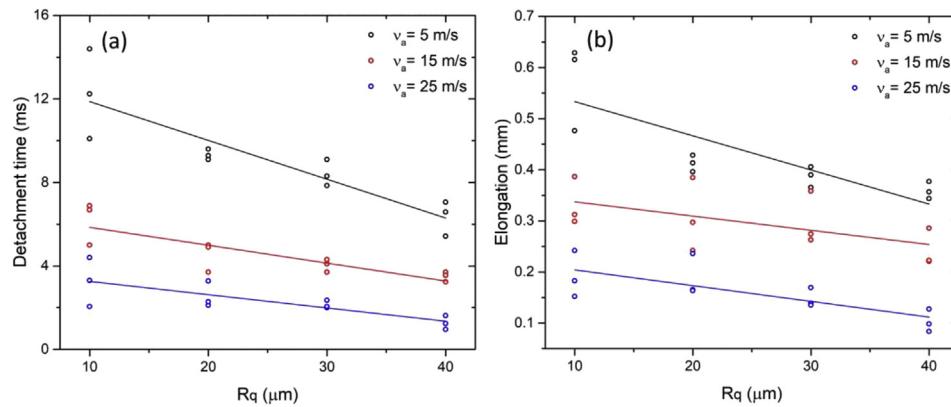 (a)
νa= 5 m/s
νa= 15 m/s
νa= 25 m/s
16
12
8
4
0
Detachment time (ms)
10 20 30 40
Rq (μm)
(b)
νa= 5 m/s
νa= 15 m/s
νa= 25 m/s
0.7
0.6
0.5
0.4
0.3
0.2
0.1
Elongation (mm)
10 20 30 40
Rq (μm)